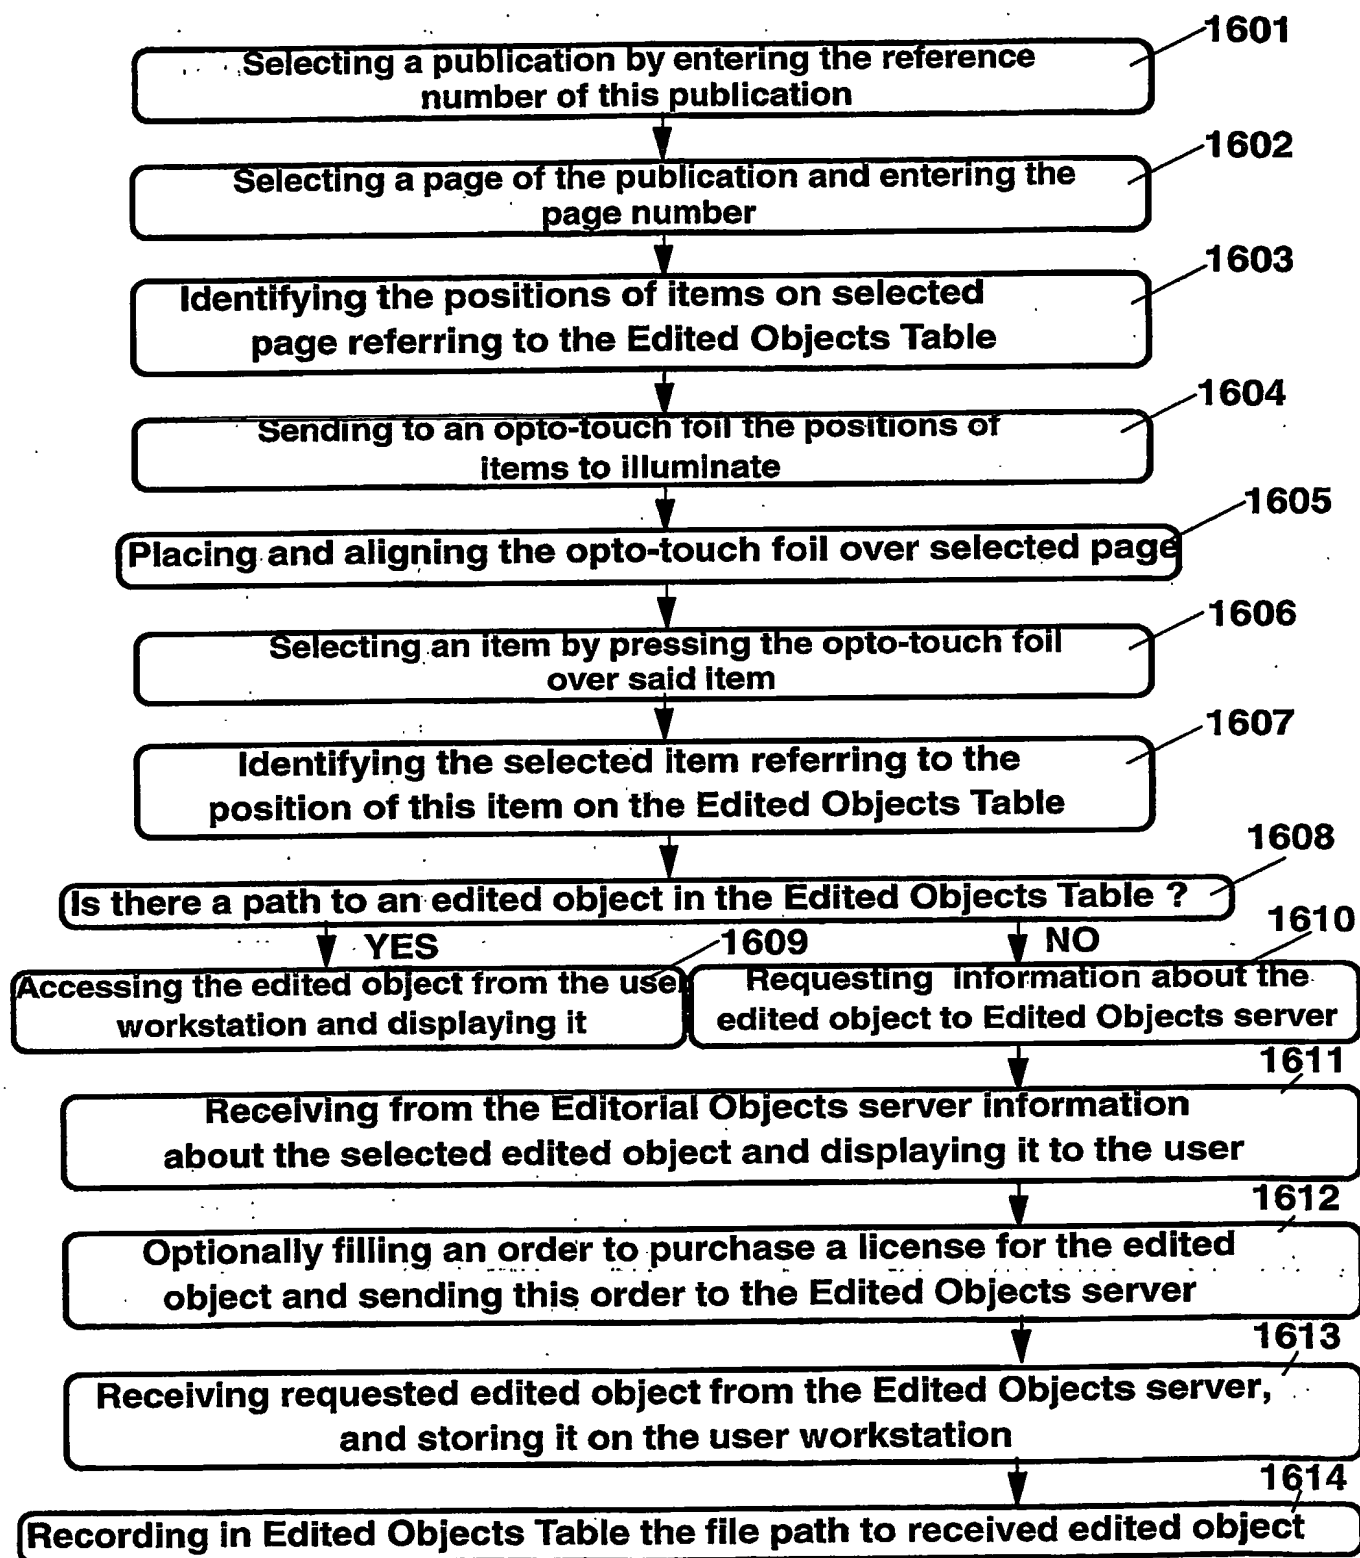 1601
Selecting a publication by entering the reference
number of this publication
1602
Selecting a page of the publication and entering the
page number
1603
Identifying the positions of items on selected
page referring to the Edited Objects Table
1604
Sending to an opto-touch foil the positions of
items to illuminate
1605
Placing and aligning the opto-touch foil over selected page
1606
Selecting an item by pressing the opto-touch foil
over said item
1607
Identifying the selected item referring to the
position of this item on the Edited Objects Table
1608
Is there a path to an edited object in the Edited Objects Table ?
YES
1609
NO
1610
Accessing the edited object from the user
workstation and displaying it
Requesting information about the
edited object to Edited Objects server
1611
Receiving from the Editorial Objects server information
about the selected edited object and displaying it to the user
1612
Optionally filling an order to purchase a license for the edited
object and sending this order to the Edited Objects server
1613
Receiving requested edited object from the Edited Objects server,
and storing it on the user workstation
1614
Recording in Edited Objects Table the file path to received edited object